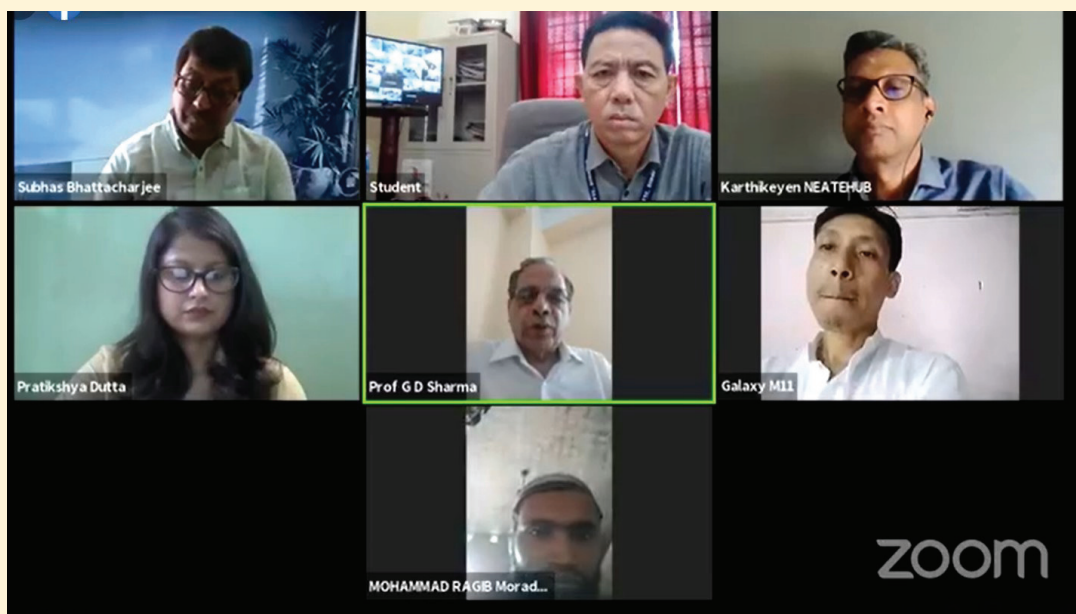 Subhas Bhattacharjee
Student
Karthikeyen NEATEHUB
Pratikshya Dutta
Prof G D Sharma
Galaxy M11
MOHAMMAD RAGIB Morad...
zoom